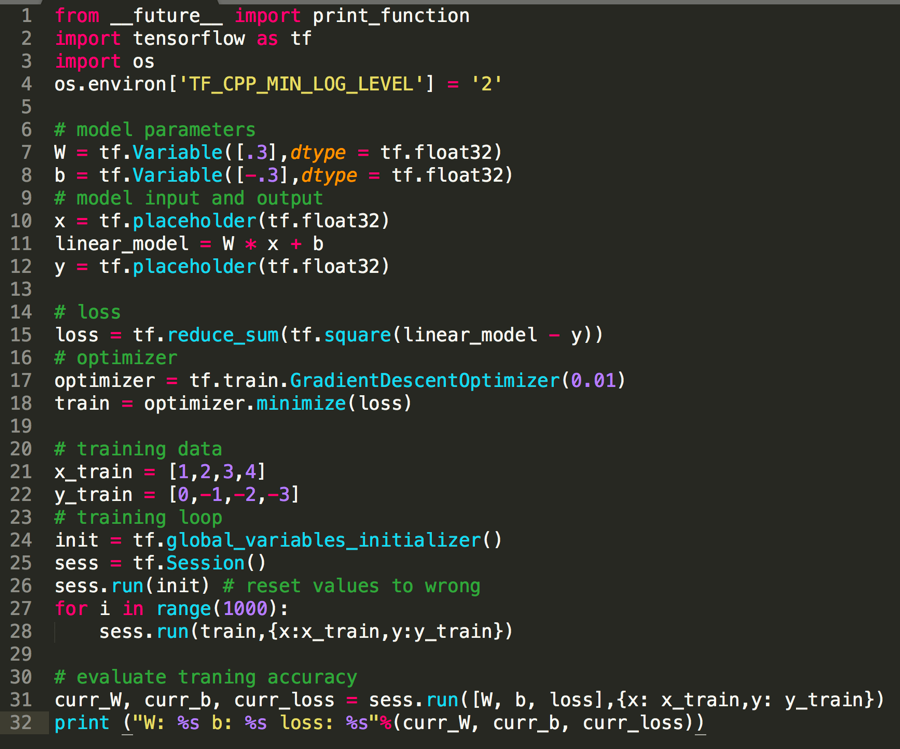 1 from __future__ import print_function
2 import tensorflow as tf
3 import os
4 os.environ['TF_CPP_MIN_LOG_LEVEL'] = '2'
5
6 # model parameters
7 W = tf.Variable([.3],dtype = tf.float32)
8 b = tf.Variable([-.3],dtype = tf.float32)
9 # model input and output
10 x = tf.placeholder(tf.float32)
11 linear_model = W * x + b
12 y = tf.placeholder(tf.float32)
13
14 # loss
15 loss = tf.reduce_sum(tf.square(linear_model - y))
16 # optimizer
17 optimizer = tf.train.GradientDescentOptimizer(0.01)
18 train = optimizer.minimize(loss)
19
20 # training data
21 x_train = [1,2,3,4]
22 y_train = [0,-1,-2,-3]
23 # training loop
24 init = tf.global_variables_initializer()
25 sess = tf.Session()
26 sess.run(init) # reset values to wrong
27 for i in range(1000):
28     sess.run(train,{x:x_train,y:y_train})
29
30 # evaluate traning accuracy
31 curr_W, curr_b, curr_loss = sess.run([W, b, loss],{x: x_train,y: y_train})
32 print ("W: %s b: %s loss: %s"%(curr_W, curr_b, curr_loss))